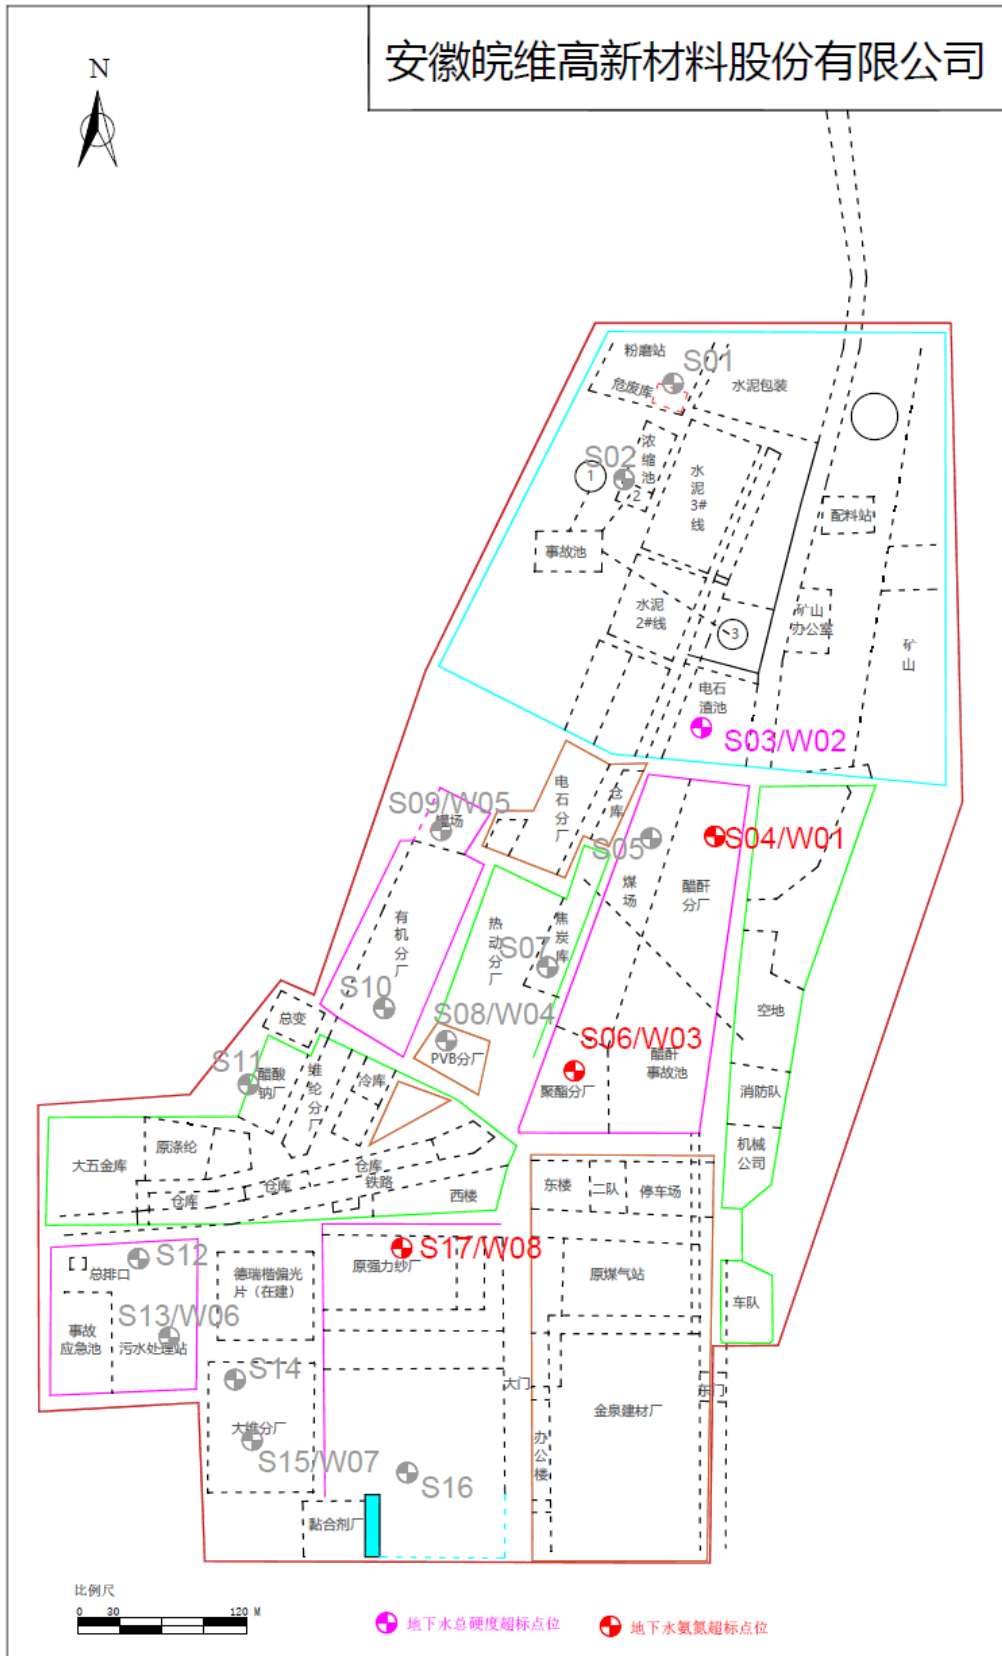 安徽皖维高新材料股份有限公司
N
粉磨站
S01
危废库
水泥包装
浓
缩
池
S02
1
2
水
泥
3#
线
配料站
事故池
水泥
2#线
3
矿山
办公室
矿
山
电石
渣池
S03/W02
电
石
分
厂
仓
库
S09/W05
罐场
S05
S04/W01
煤
场
醋酐
分厂
有
机
分
厂
热
动
分
厂
焦
炭
库
S07
S10
空地
总变
S08/W04
PVB分厂
S06/W03
醋酐
事故池
聚酯分厂
S11
醋酸
钠厂
维
纶
分
厂
冷库
消防队
机械
公司
原涤纶
大五金库
仓库
仓库
仓库
铁路
西楼
东楼
二队
停车场
S12
总排口
德瑞楷偏光
片（在建）
原强力纱厂
S17/W08
原煤气站
车队
S13/W06
事故
应急池
污水处理站
S14
大门
东门
大维分厂
S15/W07
S16
金泉建材厂
办
公
楼
黏合剂厂
比例尺
0 30 120 M
地下水总硬度超标点位
地下水氨氮超标点位